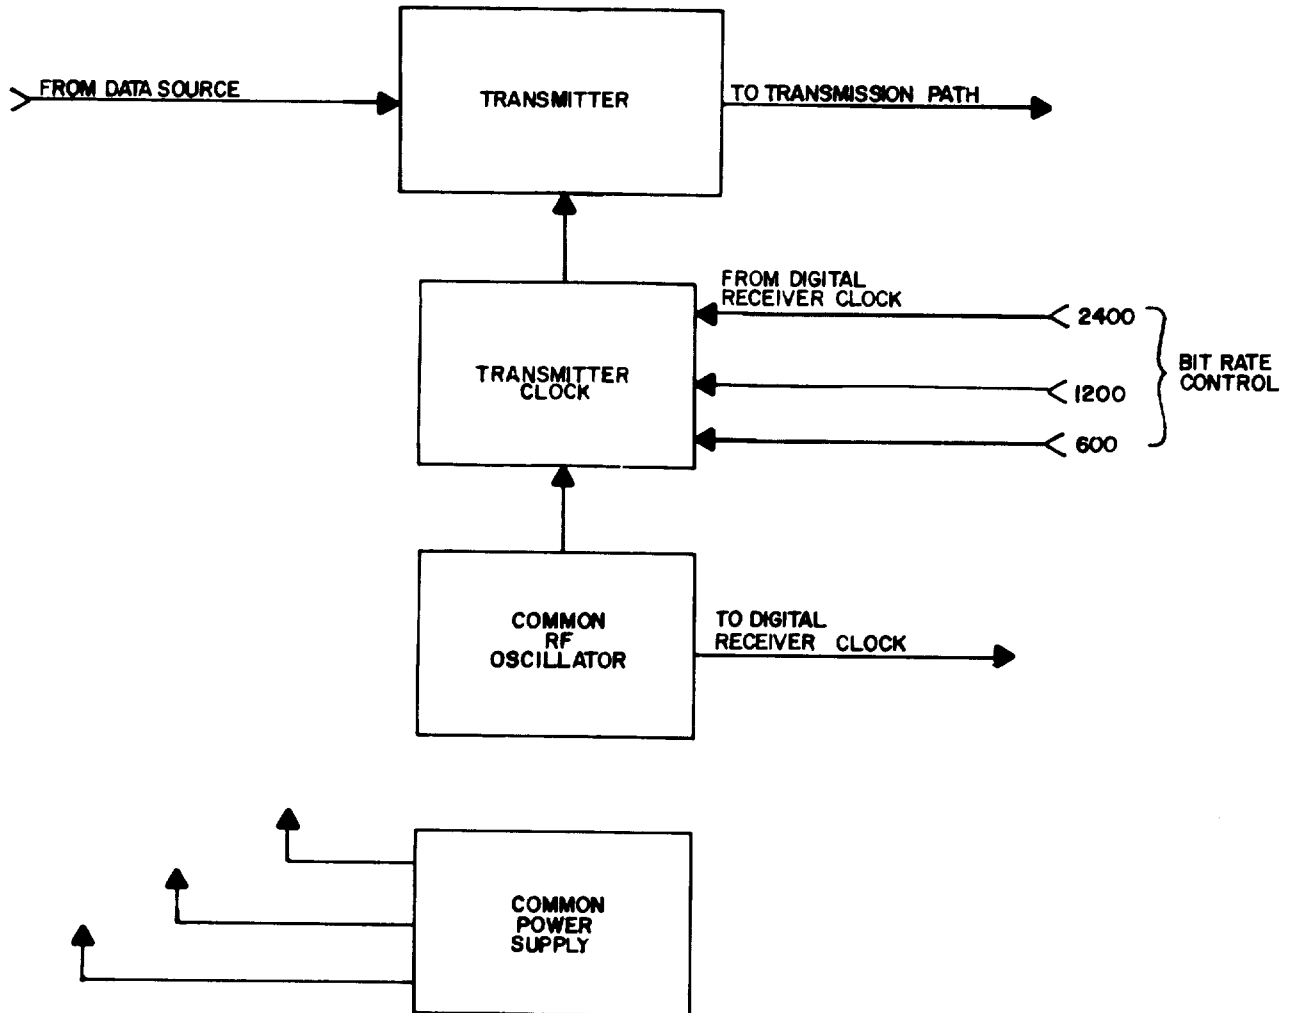 FROM DATA SOURCE
TRANSMITTER
TO TRANSMISSION PATH
FROM DIGITAL
RECEIVER CLOCK
2400
TRANSMITTER
CLOCK
1200
600
BIT RATE
CONTROL
COMMON
RF
OSCILLATOR
TO DIGITAL
RECEIVER CLOCK
COMMON
POWER
SUPPLY